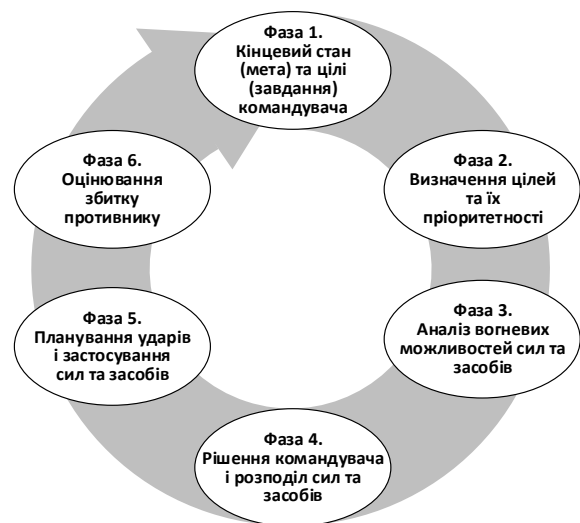 Фаза 1.
Кінцевий стан
(мета) та цілі
(завдання)
командувача
Фаза 2.
Визначення цілей
та їх
пріоритетності
Фаза 3.
Аналіз вогневих
можливостей сил та
засобів
Фаза 4.
Рішення командувача
і розподіл сил та
засобів
Фаза 5.
Планування ударів
і застосування
сил та засобів
Фаза 6.
Оцінювання
збитку
противнику